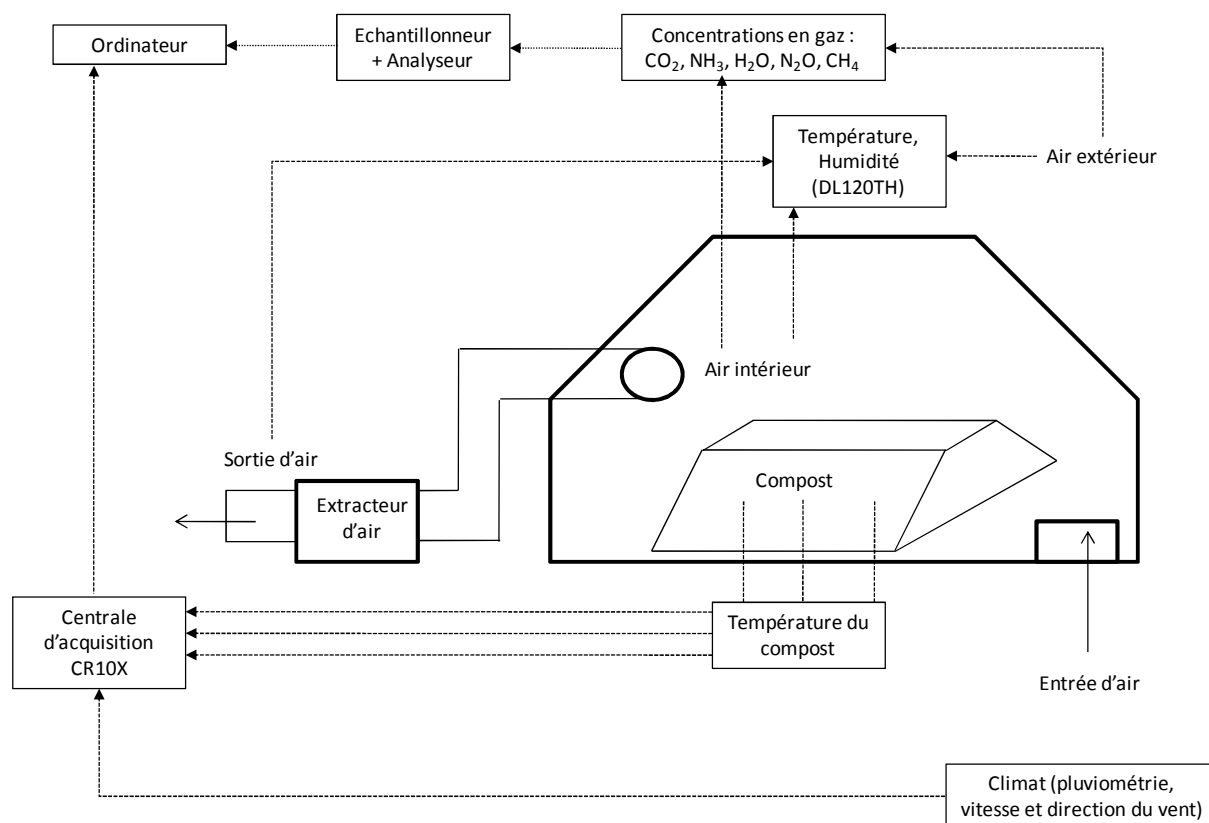 Ordinateur
Echantillonneur
+ Analyseur
Concentrations en gaz :
CO₂, NH₃, H₂O, N₂O, CH₄
Température,
Humidité
(DL120TH)
Air extérieur
Air intérieur
Sortie d’air
Extracteur
d’air
Compost
Centrale
d’acquisition
CR10X
Température du
compost
Entrée d’air
Climat (pluviométrie,
vitesse et direction du vent)